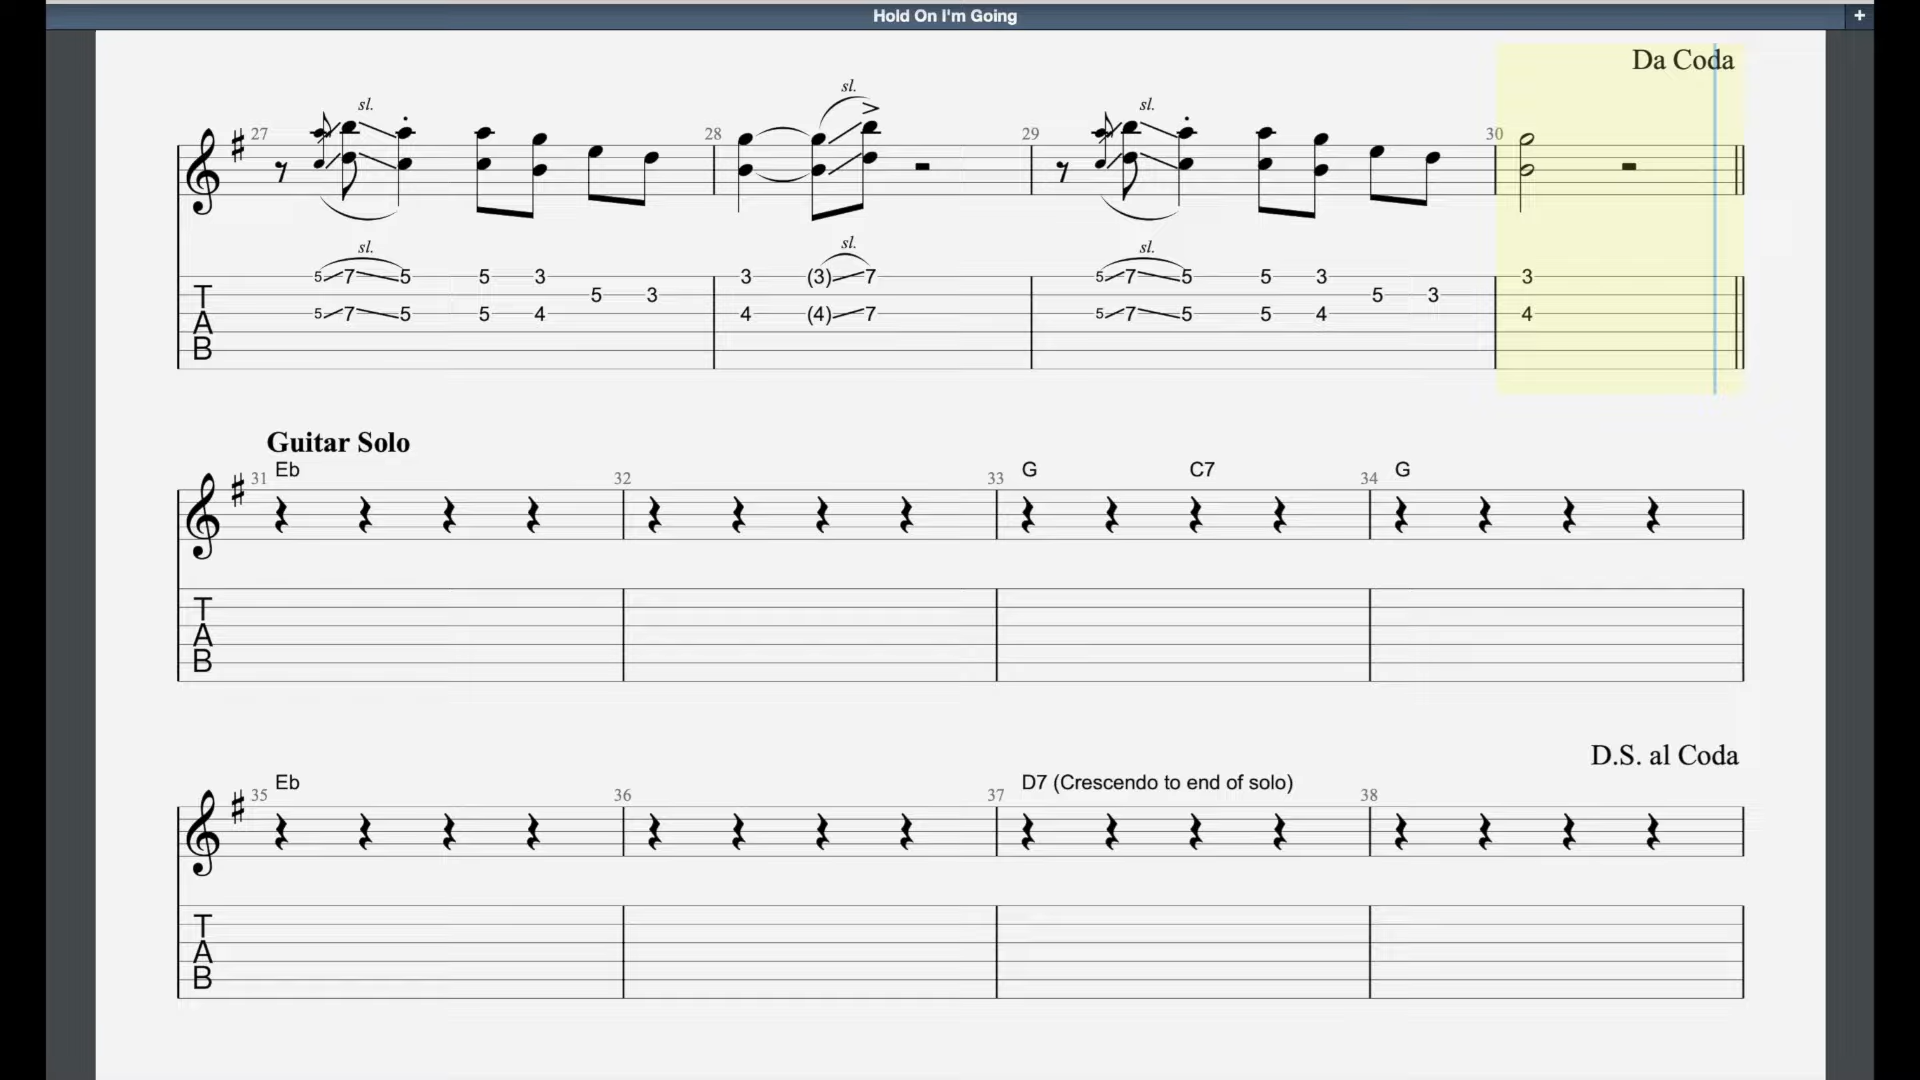 Hold On I'm Going +
Da Coda
sl. sl. sl.
27 28 29 30
sl. sl. sl.
5 7 5 5 3 3 (3) 7 5 7 5 5 3 3
T 5 3 5 3
A 5 7 5 5 4 4 (4) 7 5 7 5 5 4 4
B
Guitar Solo
Eb G C7 G
31 32 33 34
T
A
B
D.S. al Coda
Eb D7 (Crescendo to end of solo)
35 36 37 38
T
A
B